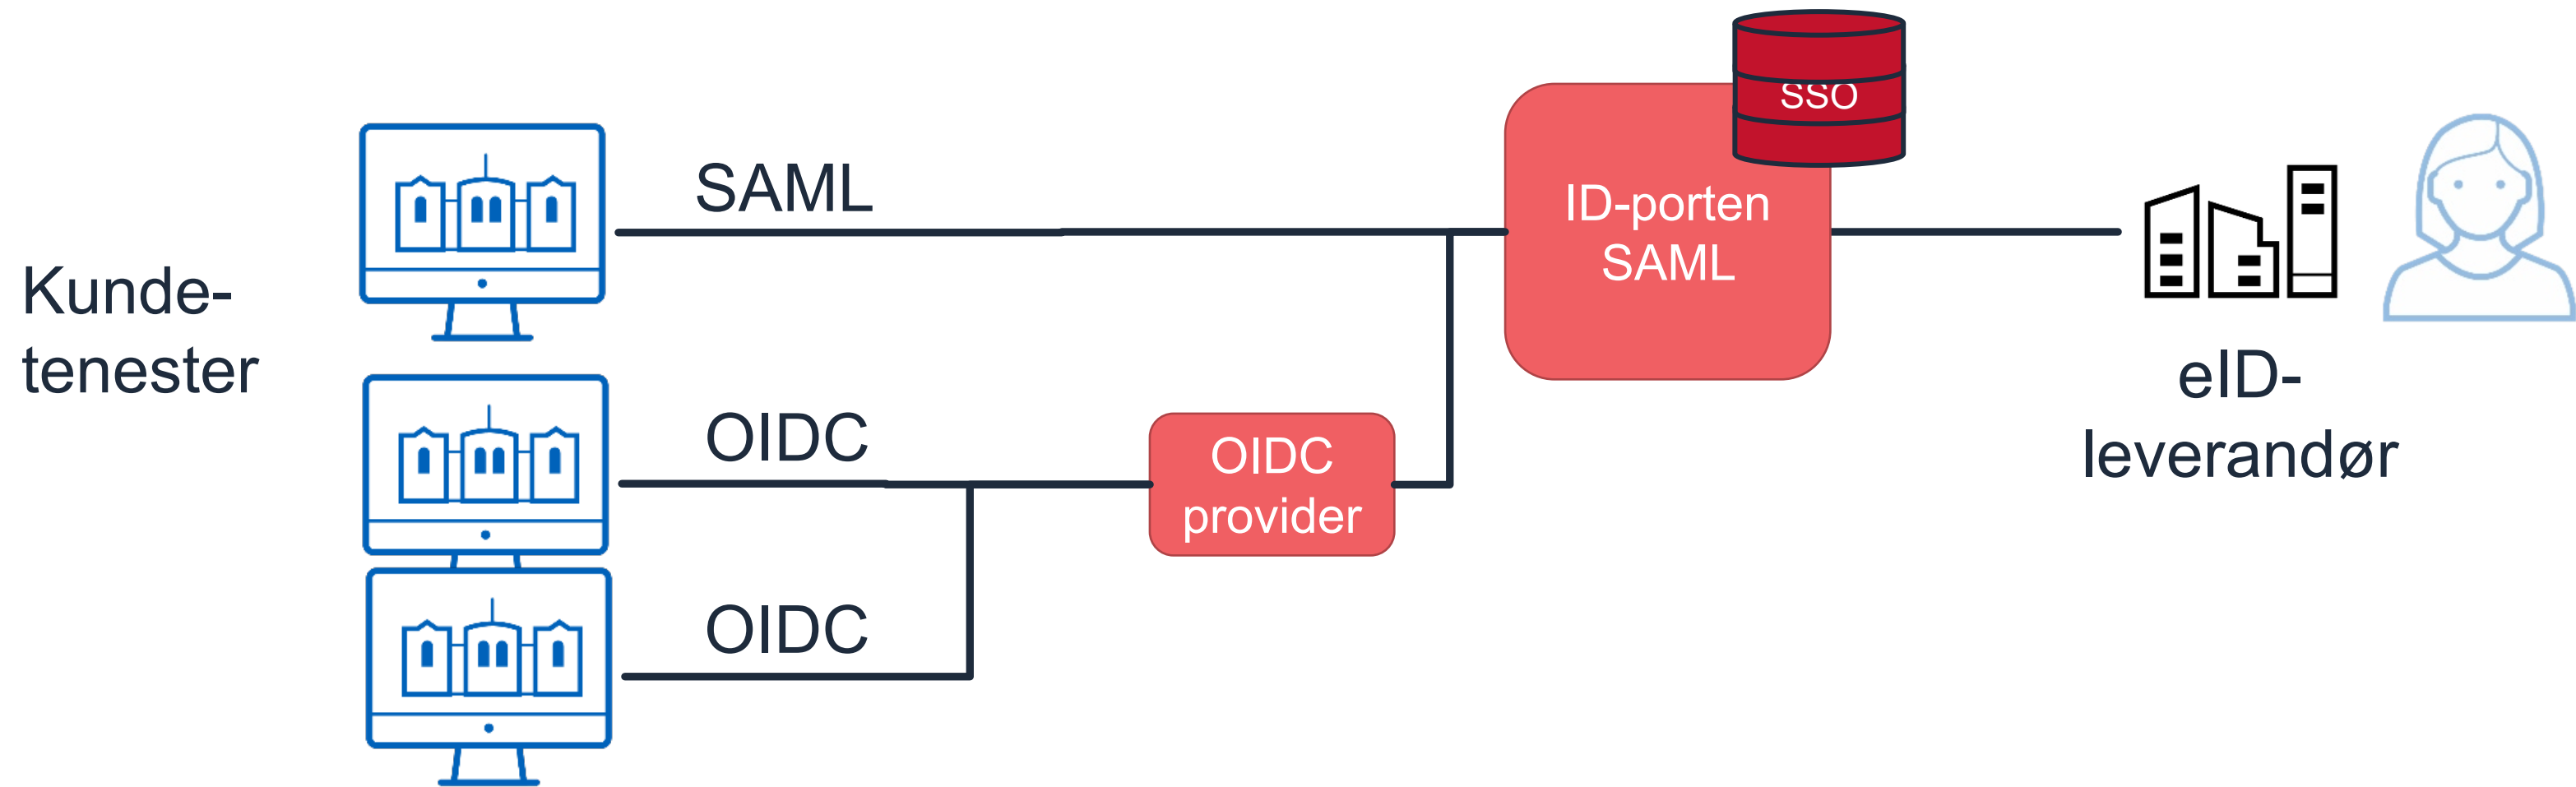 Kunde-
tenester
SAML
OIDC
OIDC
OIDC
provider
ID-porten
SAML
SSO
eID-
leverandør